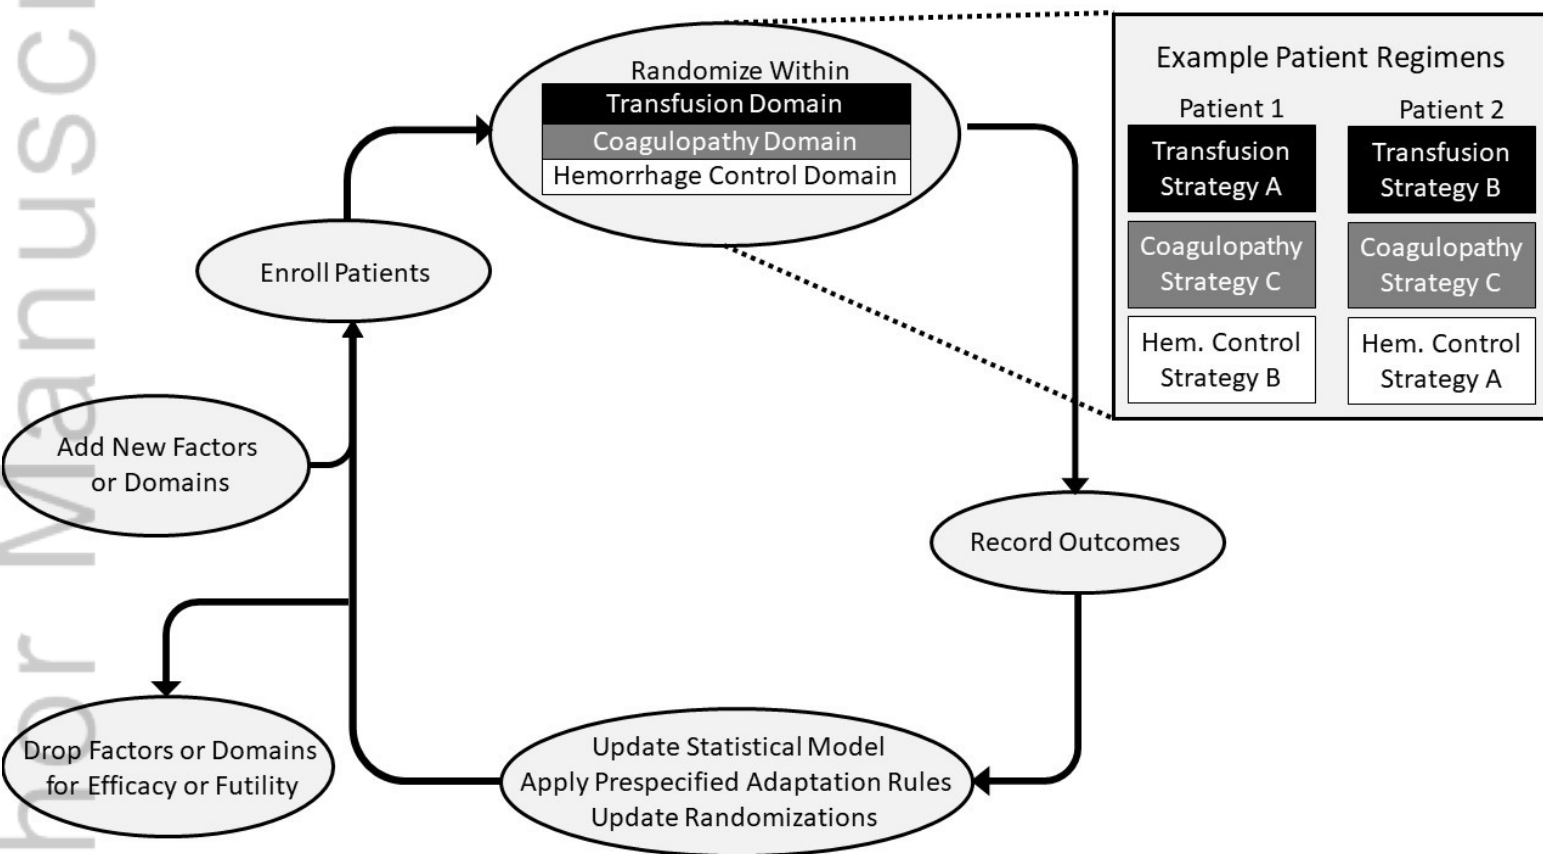 Randomize Within
Transfusion Domain
Coagulopathy Domain
Hemorrhage Control Domain
Example Patient Regimens
Patient 1
Transfusion
Strategy A
Coagulopathy
Strategy C
Hem. Control
Strategy B
Patient 2
Transfusion
Strategy B
Coagulopathy
Strategy C
Hem. Control
Strategy A
Enroll Patients
Add New Factors
or Domains
Record Outcomes
Drop Factors or Domains
for Efficacy or Futility
Update Statistical Model
Apply Prespecified Adaptation Rules
Update Randomizations